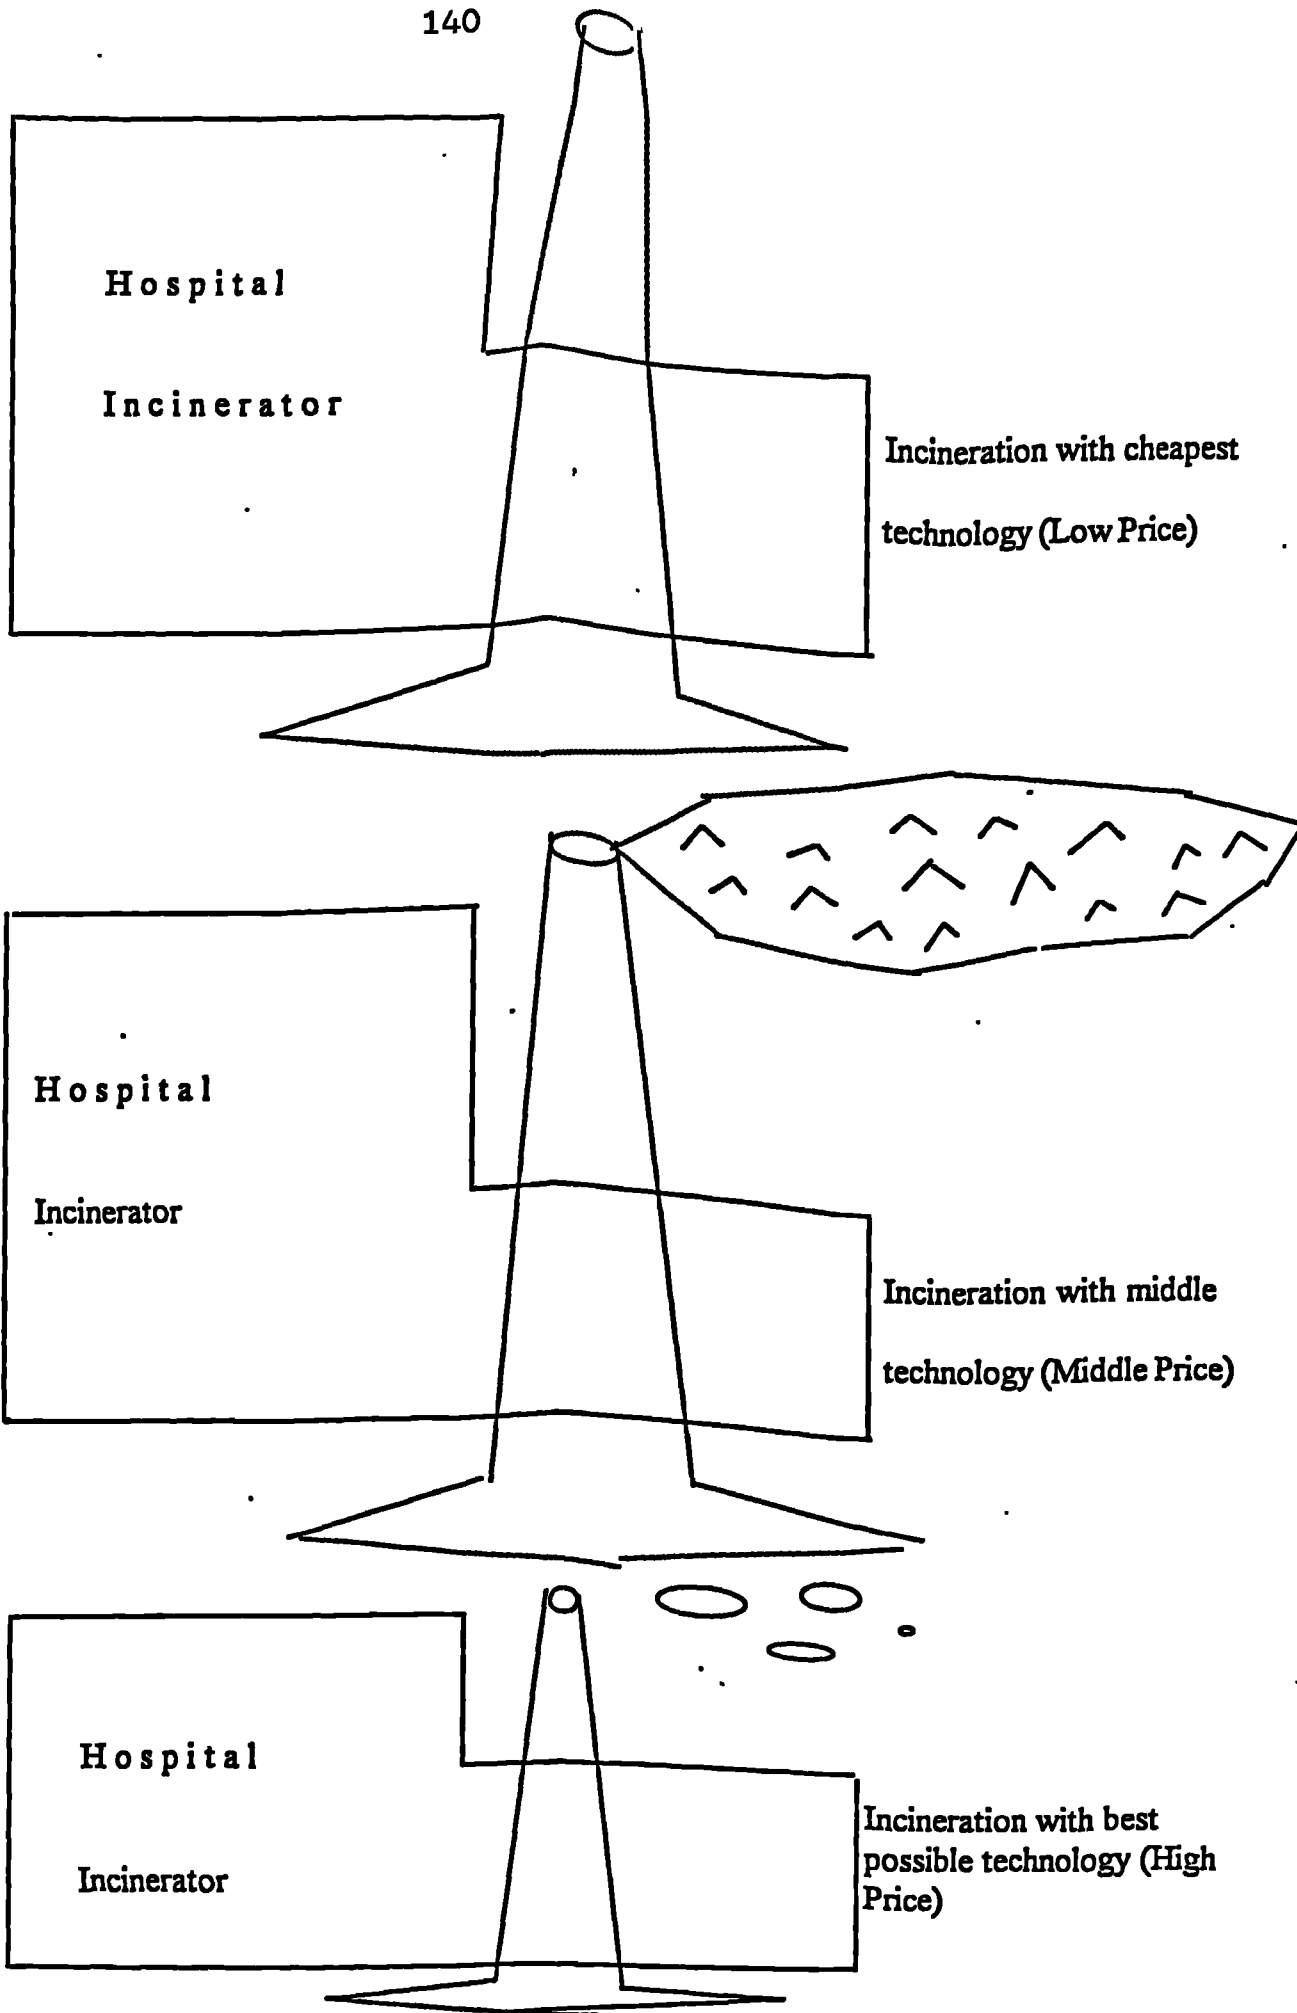 140
Hospital
Incinerator
Incineration with cheapest
technology (Low Price)
Hospital
Incinerator
Incineration with middle
technology (Middle Price)
Hospital
Incinerator
Incineration with best
possible technology (High
Price)